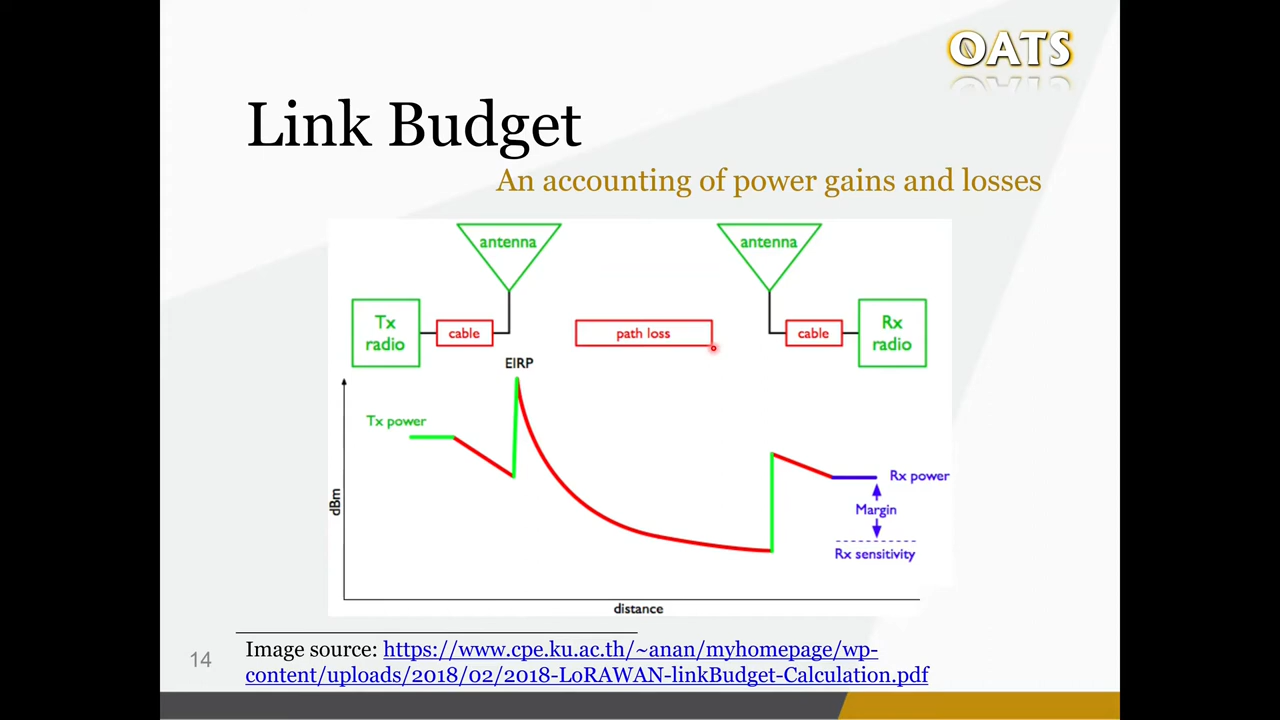 OATS
Link Budget
An accounting of power gains and losses
antenna
antenna
Tx
radio
cable
path loss
cable
Rx
radio
EIRP
Tx power
Rx power
Margin
Rx sensitivity
dBm
distance
14
Image source: https://www.cpe.ku.ac.th/~anan/myhomepage/wp-
content/uploads/2018/02/2018-LoRAWAN-linkBudget-Calculation.pdf